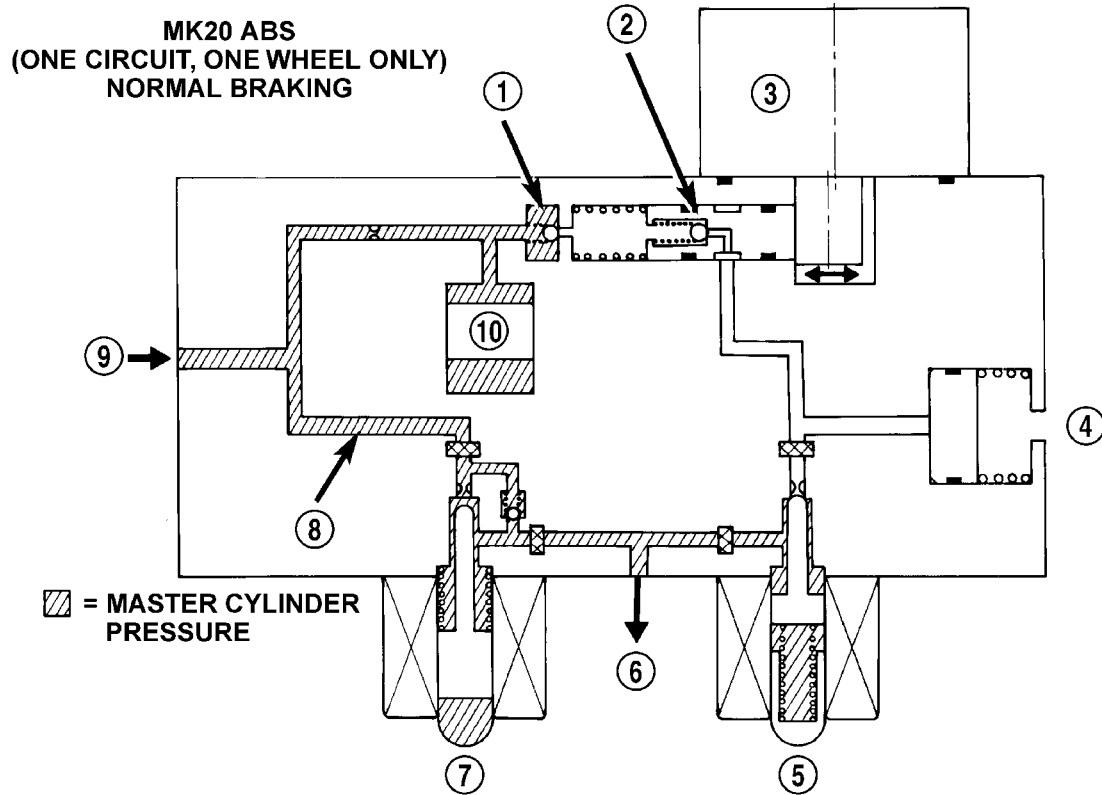 MK20 ABS
(ONE CIRCUIT, ONE WHEEL ONLY)
NORMAL BRAKING
1
2
3
4
5
6
7
8
9
10
= MASTER CYLINDER
PRESSURE